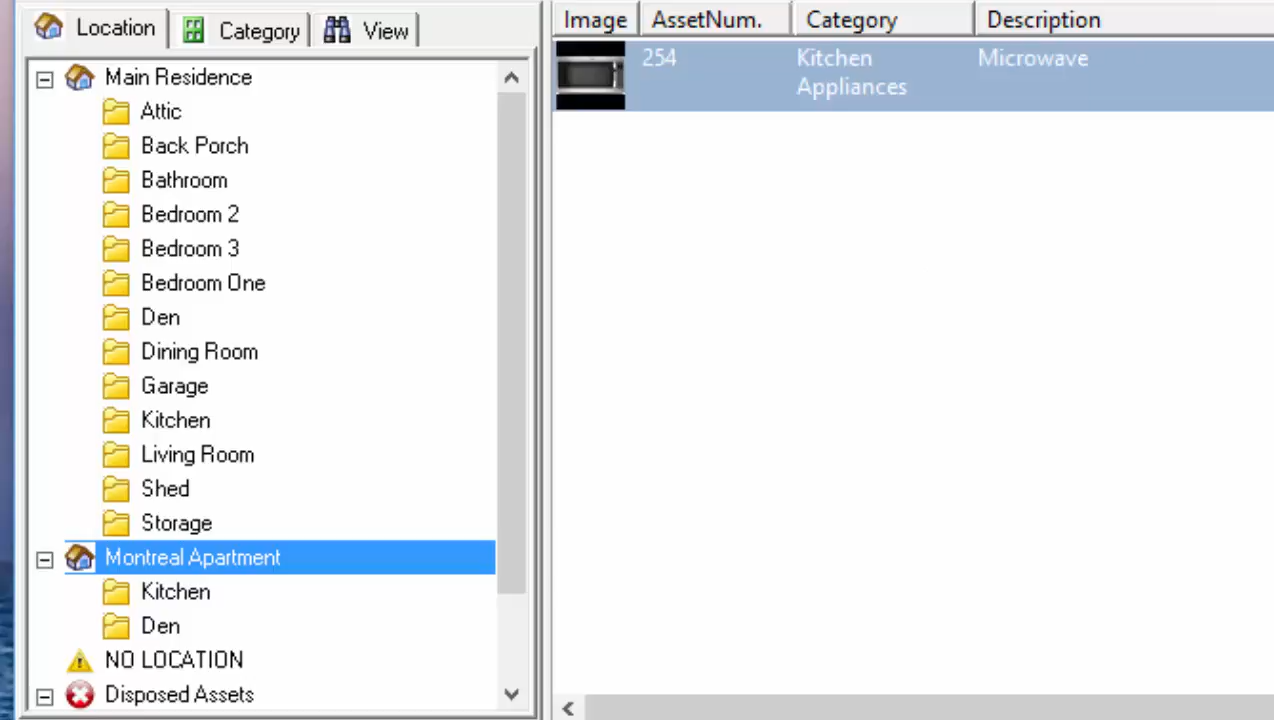 Location Category View
Main Residence
Attic
Back Porch
Bathroom
Bedroom 2
Bedroom 3
Bedroom One
Den
Dining Room
Garage
Kitchen
Living Room
Shed
Storage
Montreal Apartment
Kitchen
Den
NO LOCATION
Disposed Assets
Image AssetNum. Category Description
254 Kitchen Microwave
Appliances